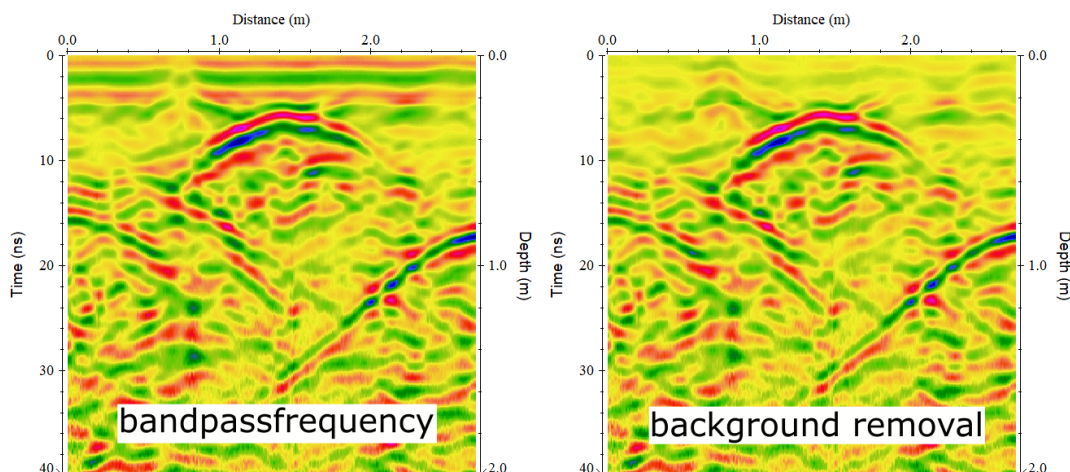 Distance (m)
0.0 1.0 2.0
0 0.0
10
20 1.0
30
40 2.0
Time (ns)
Depth (m)
bandpassfrequency
Distance (m)
0.0 1.0 2.0
0 0.0
10
20 1.0
30
40 2.0
Time (ns)
Depth (m)
background removal